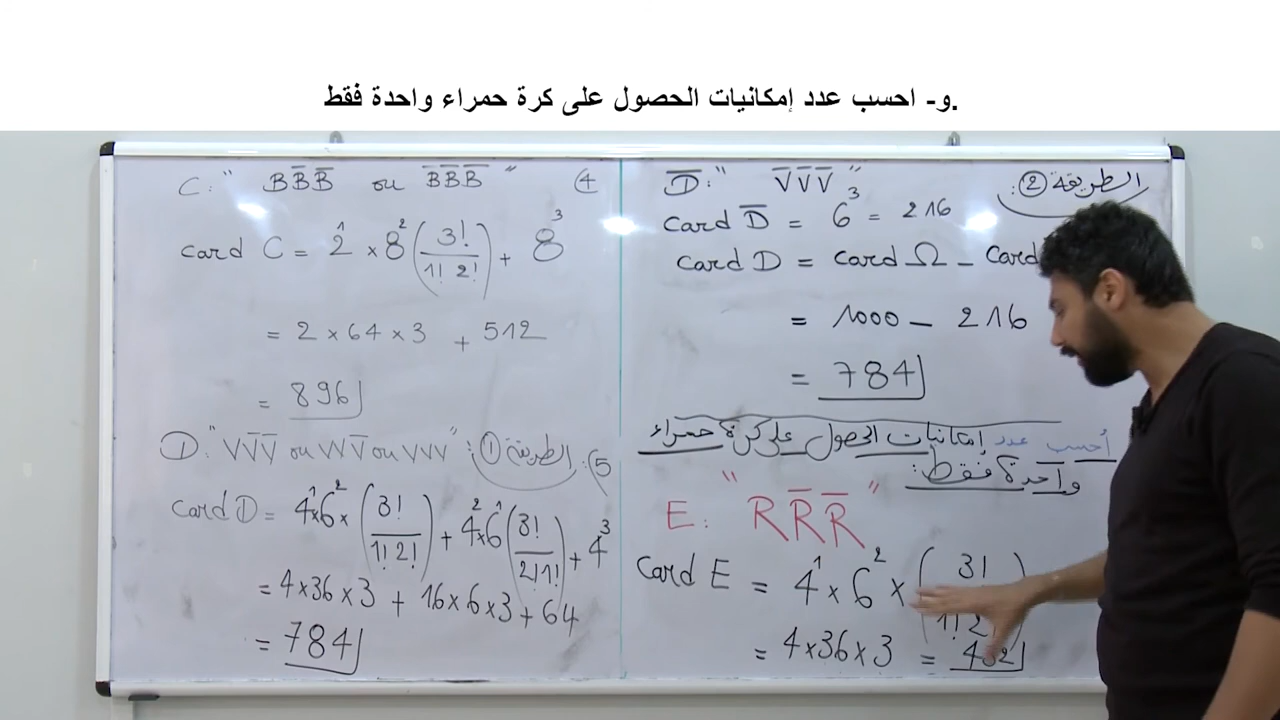 و- احسب عدد إمكانيات الحصول على كرة حمراء واحدة فقط.
C: " B B̅ B̅ ou B̅ B̅ B̅ " 4
card C = 2¹ × 8² (3! / 1! 2!) + 8³
= 2 × 64 × 3 + 512
= 896
D: " V V̅ V̅ ou V V V̅ ou V V V " : الطريقة ① (5
card D = 4¹ × 6² × (3! / 1! 2!) + 4² × 6¹ (3! / 2! 1!) + 4³
= 4 × 36 × 3 + 16 × 6 × 3 + 64
= 784
D̅: " V̅ V̅ V̅ " الطريقة ②:
card D̅ = 6³ = 216
card D = card Ω − card
= 1000 − 216
= 784
أحسب عدد إمكانيات الحصول على كرة حمراء
واحدة فقط:
E: " R R̅ R̅ "
card E = 4¹ × 6² × (3! / 1! 2!)
= 4 × 36 × 3 = 432